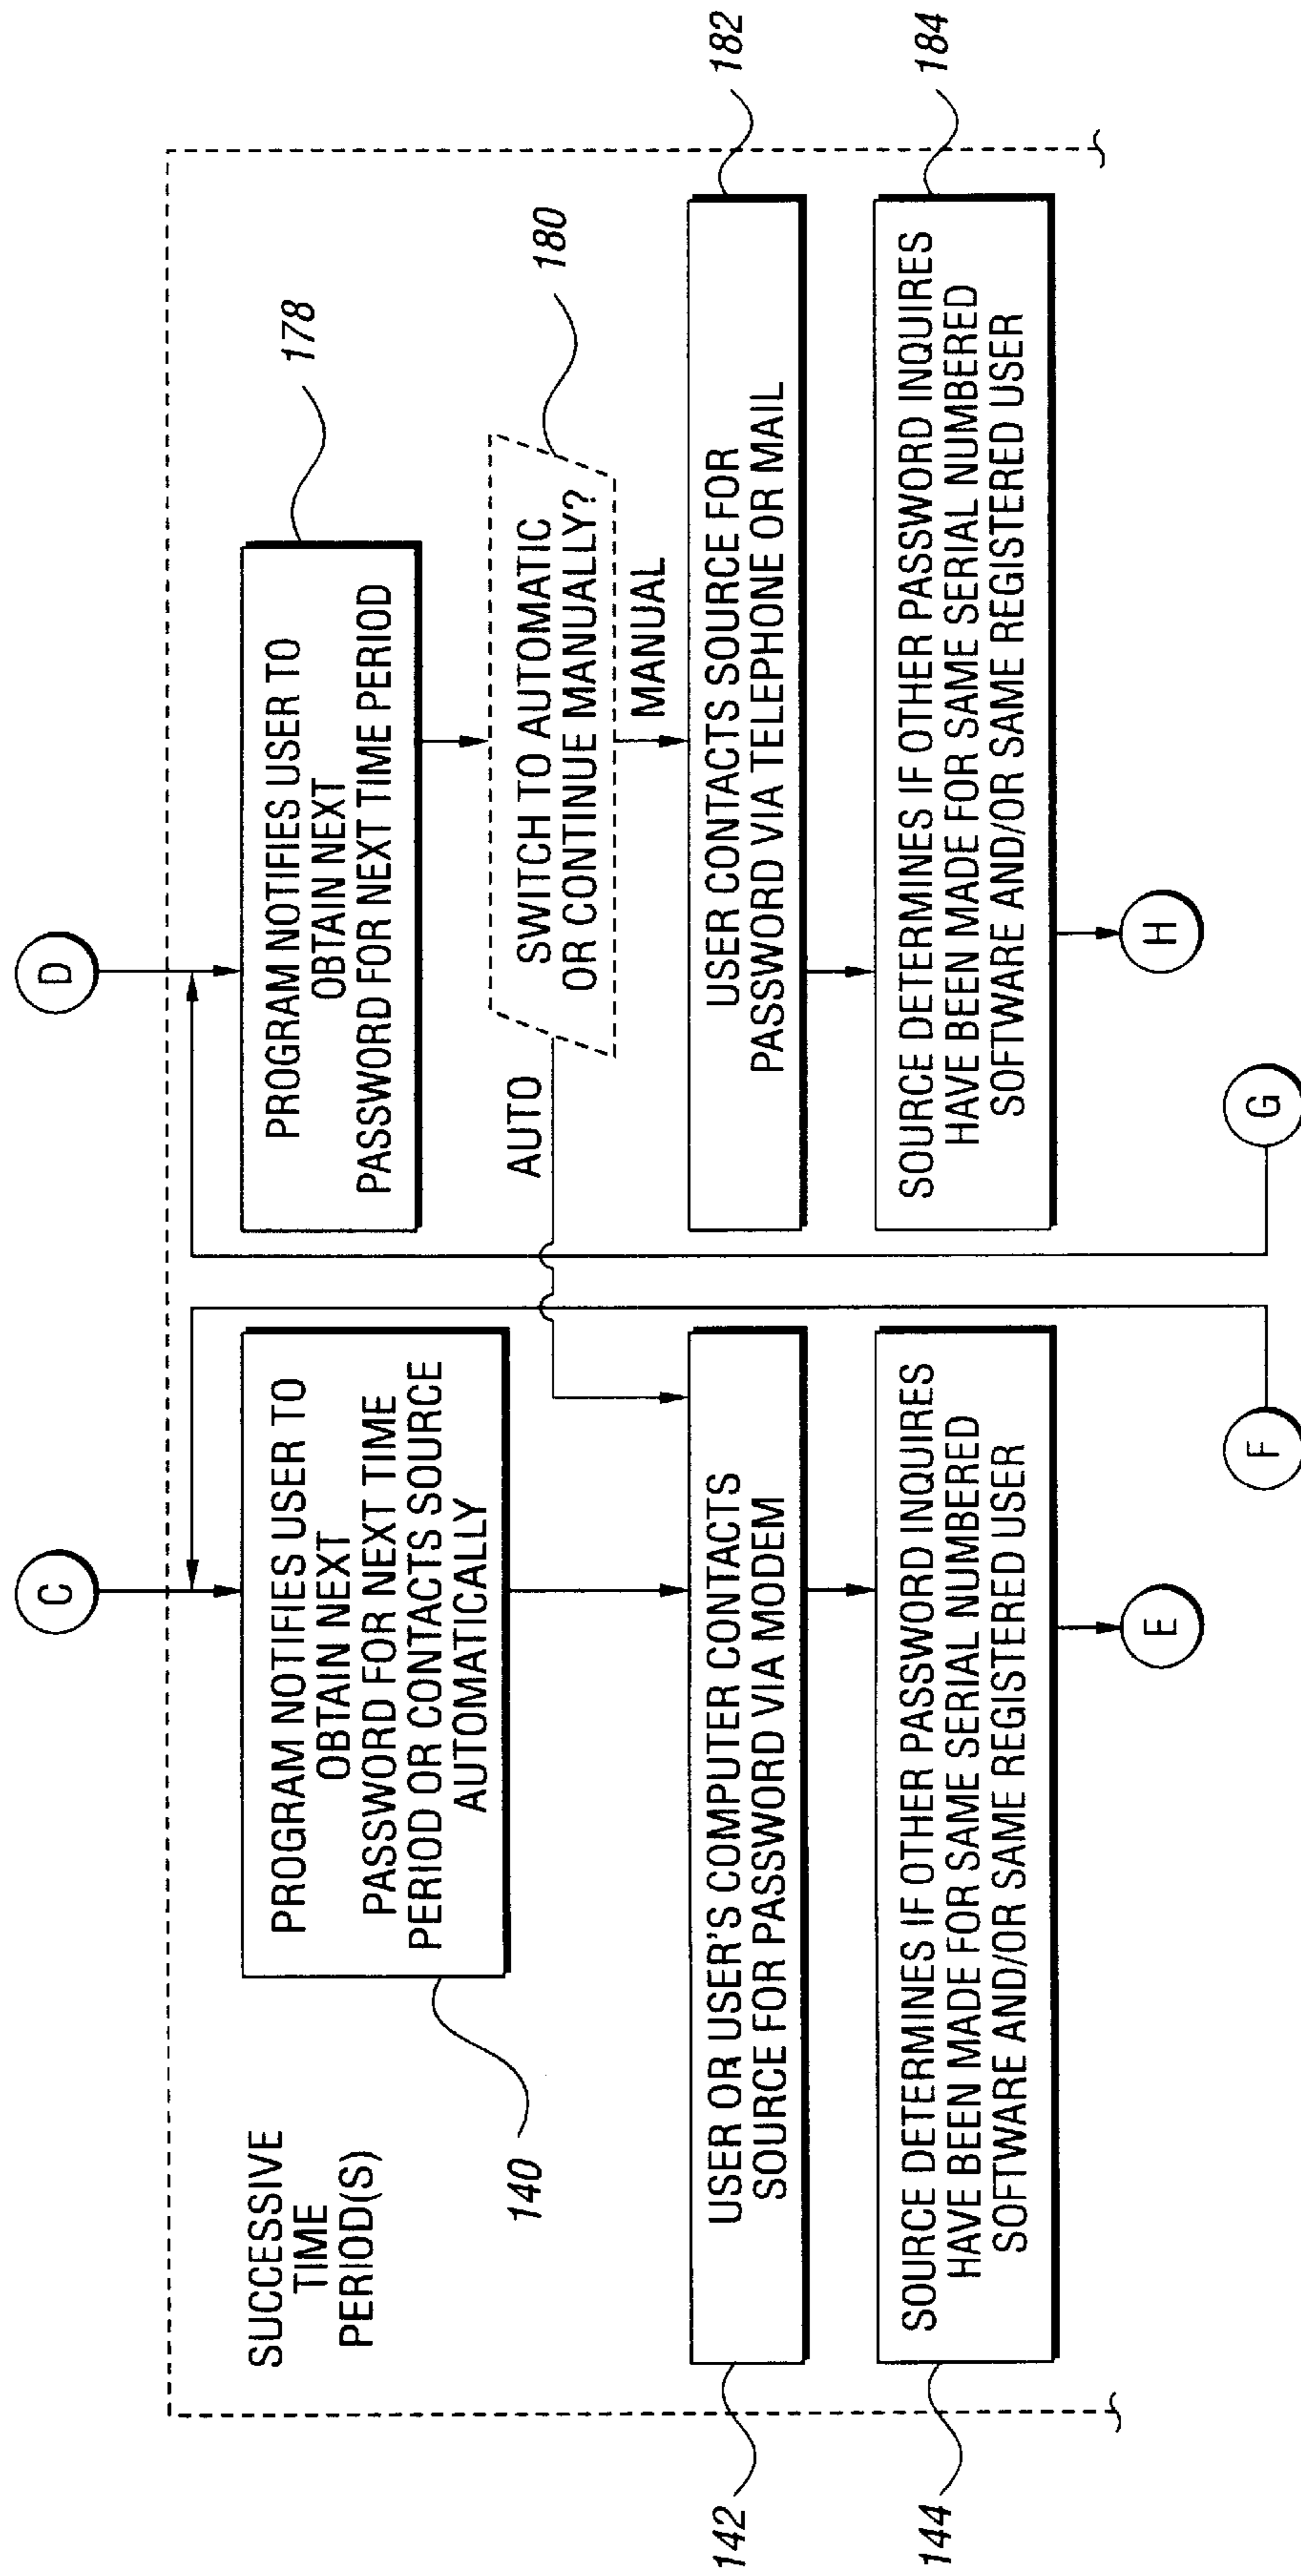 C
D
SUCCESSIVE
TIME
PERIOD(S)
PROGRAM NOTIFIES USER TO
OBTAIN NEXT
PASSWORD FOR NEXT TIME
PERIOD OR CONTACTS SOURCE
AUTOMATICALLY
140
PROGRAM NOTIFIES USER TO
OBTAIN NEXT
PASSWORD FOR NEXT TIME PERIOD
178
AUTO
SWITCH TO AUTOMATIC
OR CONTINUE MANUALLY?
180
MANUAL
142
USER OR USER'S COMPUTER CONTACTS
SOURCE FOR PASSWORD VIA MODEM
USER CONTACTS SOURCE FOR
PASSWORD VIA TELEPHONE OR MAIL
182
144
SOURCE DETERMINES IF OTHER PASSWORD INQUIRES
HAVE BEEN MADE FOR SAME SERIAL NUMBERED
SOFTWARE AND/OR SAME REGISTERED USER
SOURCE DETERMINES IF OTHER PASSWORD INQUIRES
HAVE BEEN MADE FOR SAME SERIAL NUMBERED
SOFTWARE AND/OR SAME REGISTERED USER
184
E
H
F
G